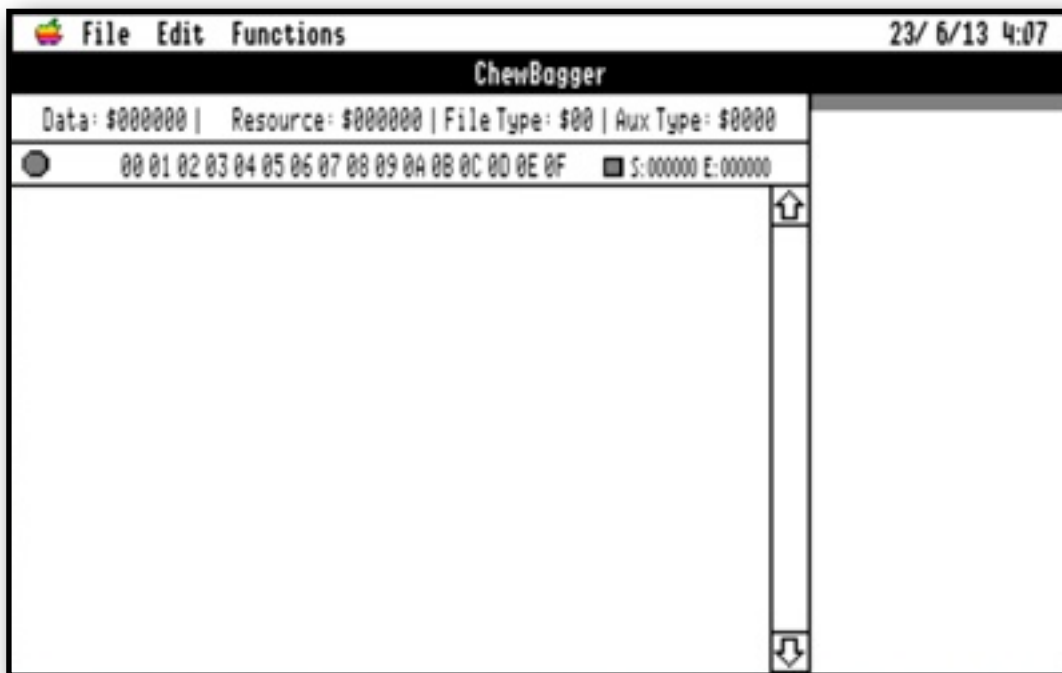 File Edit Functions 23/ 6/13 4:07
ChewBagger
Data: $000000 | Resource: $000000 | File Type: $00 | Aux Type: $0000
00 01 02 03 04 05 06 07 08 09 0A 0B 0C 0D 0E 0F S:000000 E:000000